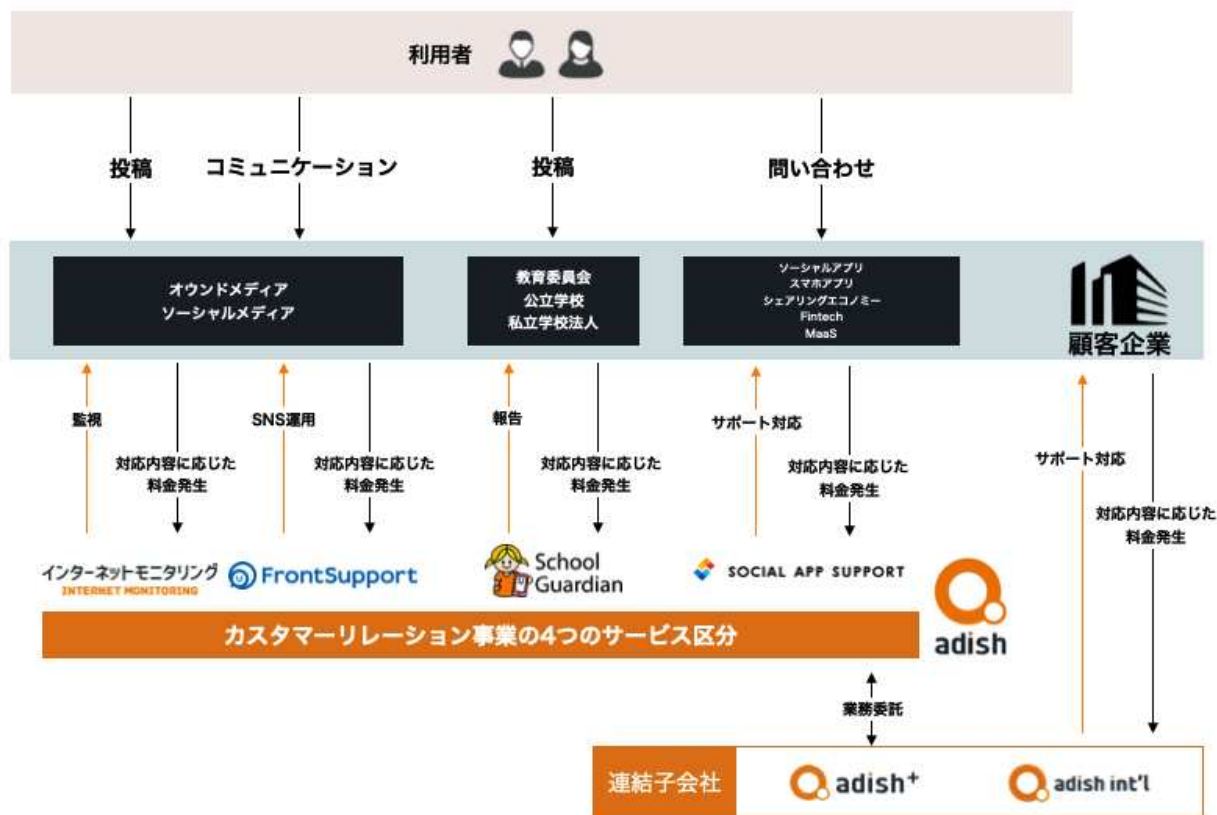 利用者
投稿
コミュニケーション
投稿
問い合わせ
オウンドメディア
ソーシャルメディア
教育委員会
公立学校
私立学校法人
ソーシャルアプリ
スマホアプリ
シェアリングエコノミー
Fintech
MaaS
顧客企業
監視
SNS運用
報告
サポート対応
サポート対応
対応内容に応じた
料金発生
対応内容に応じた
料金発生
対応内容に応じた
料金発生
対応内容に応じた
料金発生
対応内容に応じた
料金発生
インターネットモニタリング
INTERNET MONITORING
FrontSupport
School
Guardian
SOCIAL APP SUPPORT
adish
カスタマーリレーション事業の4つのサービス区分
業務委託
連結子会社
adish+
adish int'l